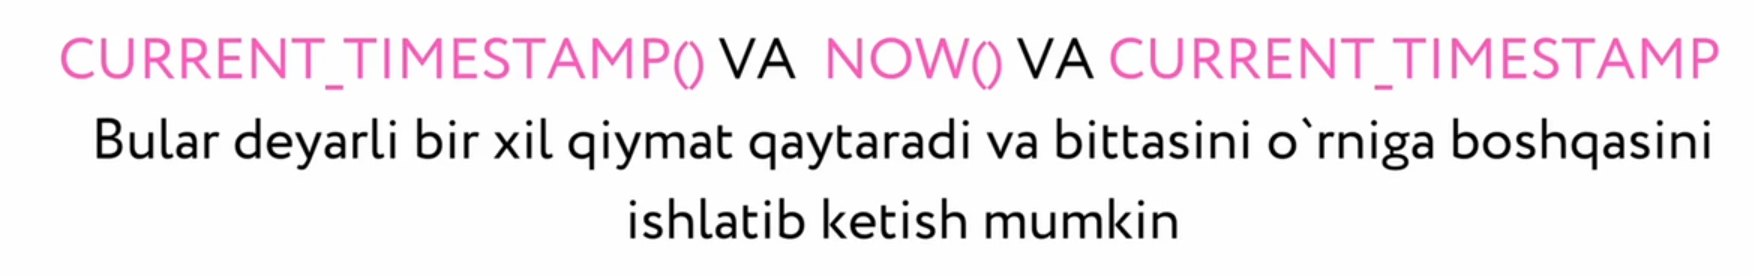 CURRENT_TIMESTAMP() VA NOW() VA CURRENT_TIMESTAMP
Bular deyarli bir xil qiymat qaytaradi va bittasini o`rniga boshqasini
ishlatib ketish mumkin